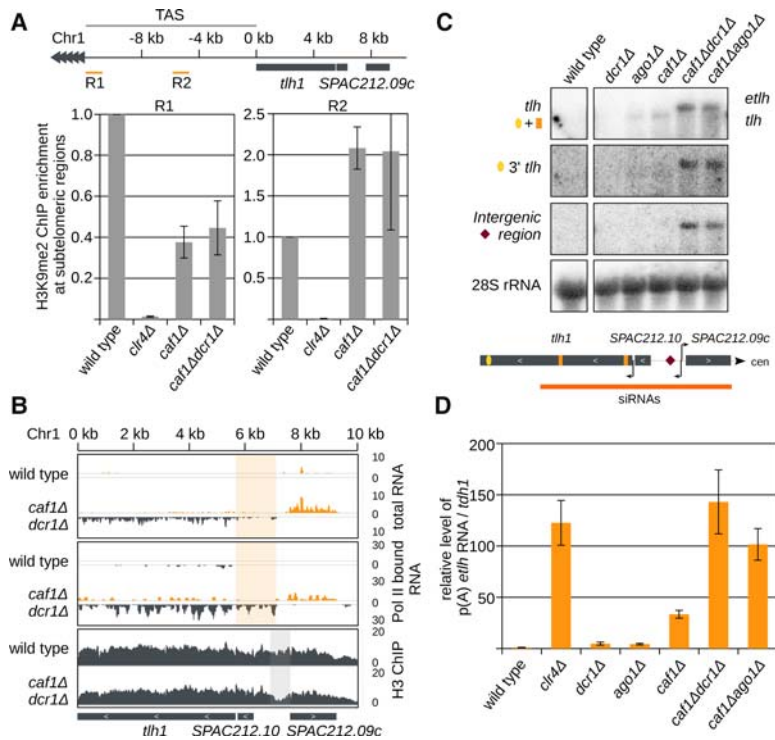 A
TAS
Chr1 -8 kb -4 kb 0 kb 4 kb 8 kb
R1 R2 tlh1 SPAC212.09c
R1 R2
H3K9me2 ChIP enrichment
at subtelomeric regions
1.0
0.8
0.6
0.4
0.2
2.5
2.0
1.5
1.0
0.5
wild type
clr4Δ
caf1Δ
caf1Δdcr1Δ
wild type
clr4Δ
caf1Δ
caf1Δdcr1Δ
B
Chr1 0 kb 2 kb 4 kb 6 kb 8 kb 10 kb
wild type
caf1Δ
dcr1Δ
10
0
10
0
10
total RNA
wild type
caf1Δ
dcr1Δ
30
0
30
0
30
Pol II bound
RNA
wild type
caf1Δ
dcr1Δ
20
0
20
0
H3 ChIP
< < < >
tlh1 SPAC212.10 SPAC212.09c
C
wild type
dcr1Δ
ago1Δ
caf1Δ
caf1Δdcr1Δ
caf1Δago1Δ
tlh
+
etlh
tlh
3' tlh
Intergenic
region
28S rRNA
tlh1 SPAC212.10 SPAC212.09c
< < < > cen
siRNAs
D
relative level of
p(A) etlh RNA / tdh1
200
150
100
50
wild type
clr4Δ
dcr1Δ
ago1Δ
caf1Δ
caf1Δdcr1Δ
caf1Δago1Δ